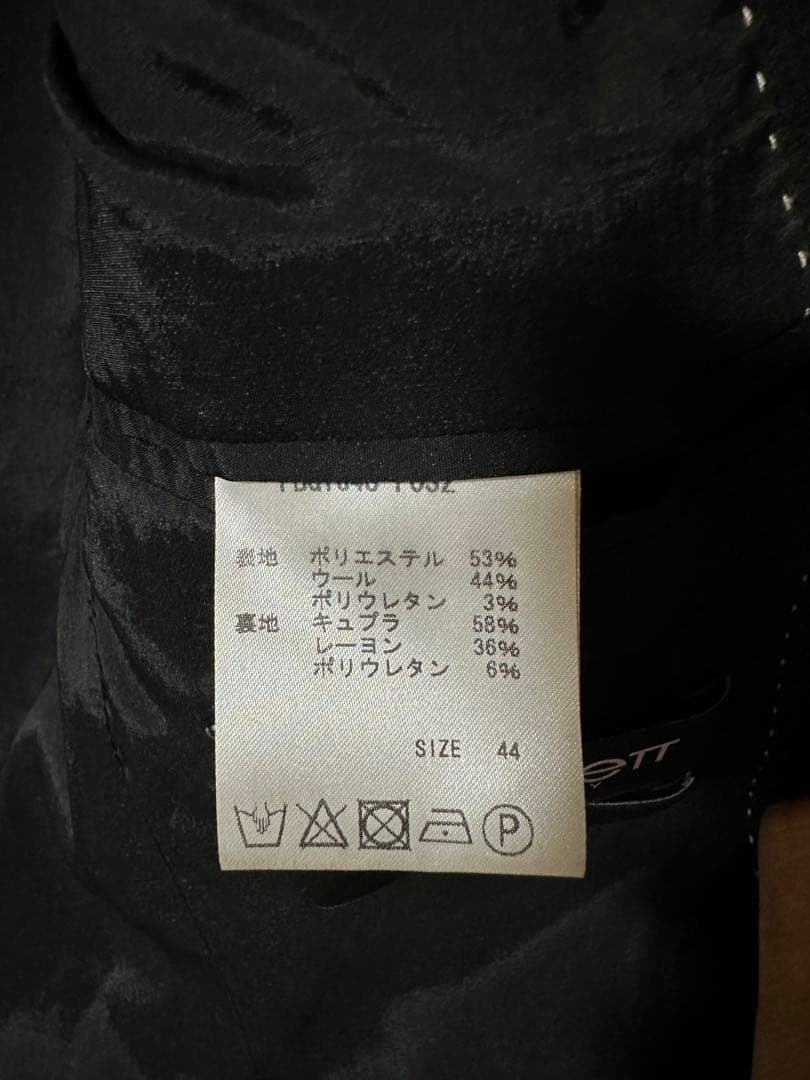 表地 ポリエステル 53%
ウール 44%
ポリウレタン 3%
裏地 キュプラ 58%
レーヨン 36%
ポリウレタン 6%
SIZE 44
P